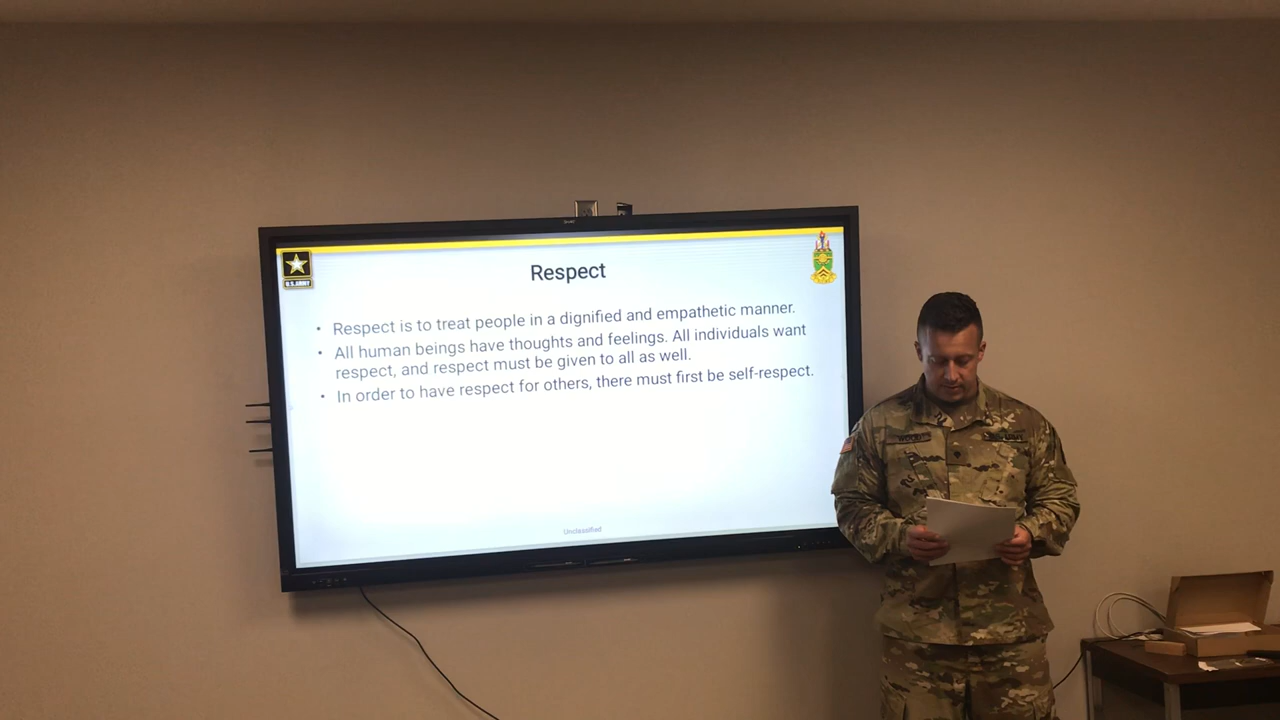 Respect
U.S. ARMY
• Respect is to treat people in a dignified and empathetic manner.
• All human beings have thoughts and feelings. All individuals want
respect, and respect must be given to all as well.
• In order to have respect for others, there must first be self-respect.
Unclassified
WOOD
U.S. ARMY